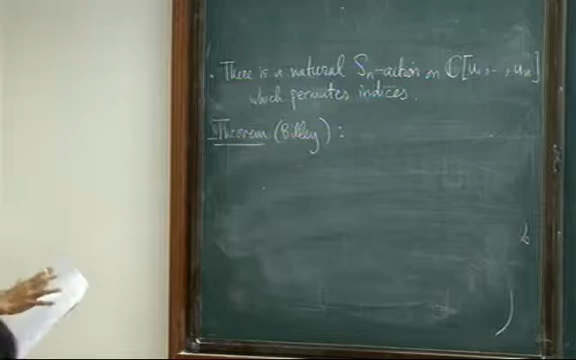 . There is a natural Sₙ-action on ℂ[u₁,..,uₙ]
which permutes indices.
Theorem (Billey):